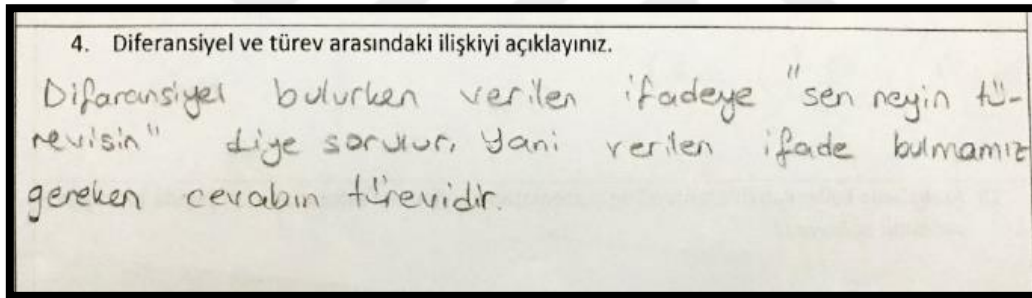 4. Diferansiyel ve türev arasındaki ilişkiyi açıklayınız.
Difaransiyel bulurken verilen ifadeye "sen neyin tü-
revisin" diye sorulur. Yani verilen ifade bulmamız
gereken cevabın türevidir.